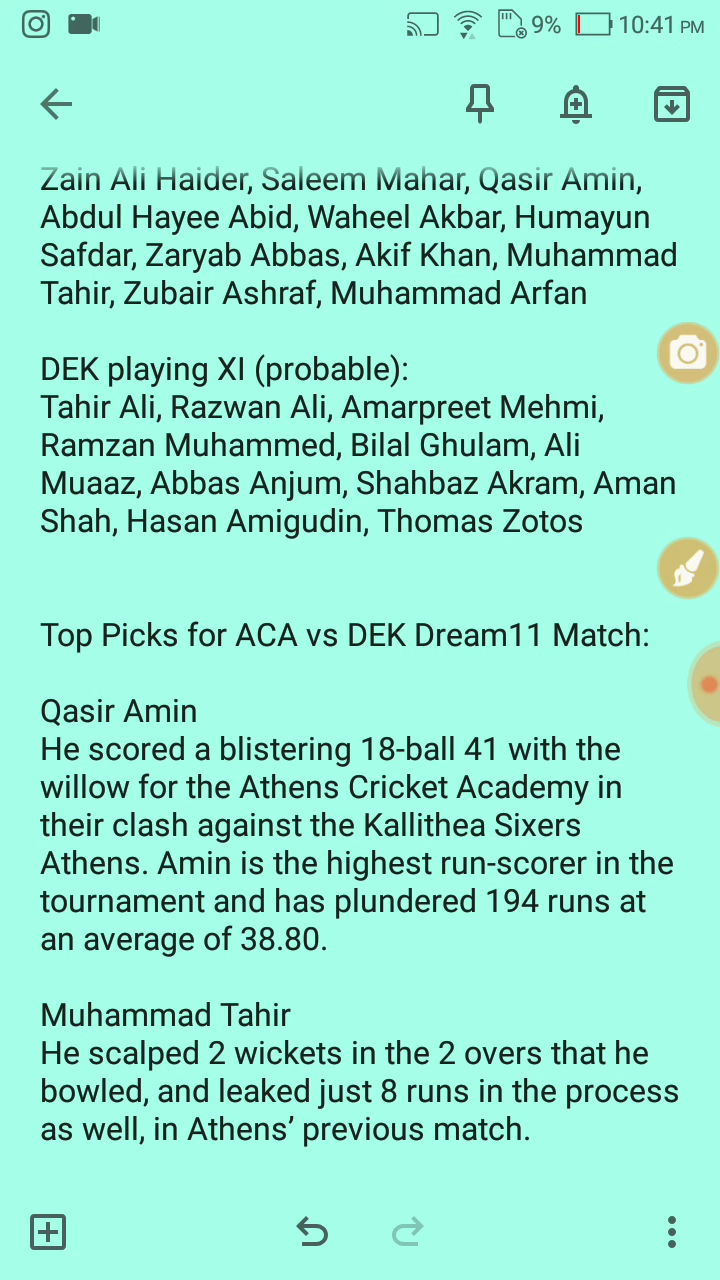 9% 10:41 PM
Zain Ali Haider, Saleem Mahar, Qasir Amin,
Abdul Hayee Abid, Waheel Akbar, Humayun
Safdar, Zaryab Abbas, Akif Khan, Muhammad
Tahir, Zubair Ashraf, Muhammad Arfan
DEK playing XI (probable):
Tahir Ali, Razwan Ali, Amarpreet Mehmi,
Ramzan Muhammed, Bilal Ghulam, Ali
Muaaz, Abbas Anjum, Shahbaz Akram, Aman
Shah, Hasan Amigudin, Thomas Zotos
Top Picks for ACA vs DEK Dream11 Match:
Qasir Amin
He scored a blistering 18-ball 41 with the
willow for the Athens Cricket Academy in
their clash against the Kallithea Sixers
Athens. Amin is the highest run-scorer in the
tournament and has plundered 194 runs at
an average of 38.80.
Muhammad Tahir
He scalped 2 wickets in the 2 overs that he
bowled, and leaked just 8 runs in the process
as well, in Athens’ previous match.